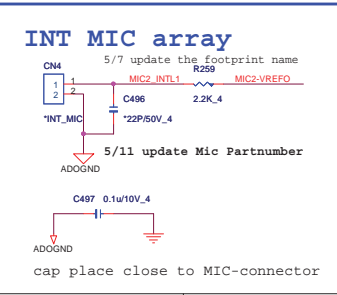 INT MIC array
5/7 update the footprint name
CN4
R259
MIC2_INTL1
MIC2-VREFO
1
1
2
2
C496
2.2K_4
*INT_MIC
*22P/50V_4
5/11 update Mic Partnumber
ADOGND
C497 0.1u/10V_4
ADOGND
cap place close to MIC-connector